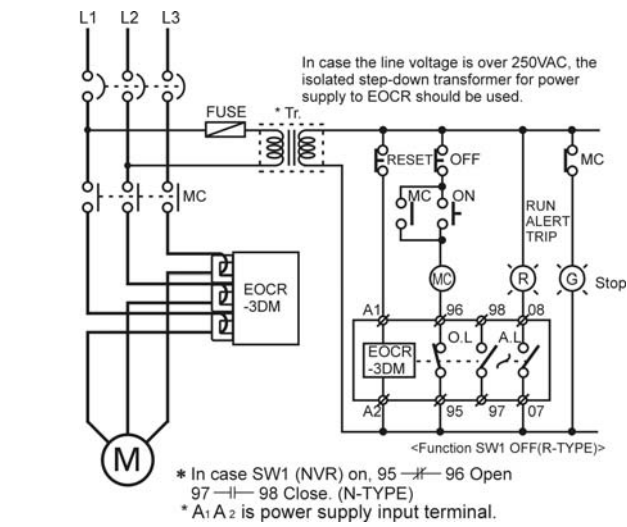 L1 L2 L3
In case the line voltage is over 250VAC, the
isolated step-down transformer for power
supply to EOCR should be used.
FUSE
* Tr.
RESET
OFF
MC
MC
ON
MC
RUN
ALERT
TRIP
MC
R
G
Stop
EOCR
-3DM
A1
96
98
08
O.L
A.L
EOCR
-3DM
A2
95
97
07
<Function SW1 OFF(R-TYPE)>
M
* In case SW1 (NVR) on, 95 96 Open
97 98 Close. (N-TYPE)
* A1 A2 is power supply input terminal.